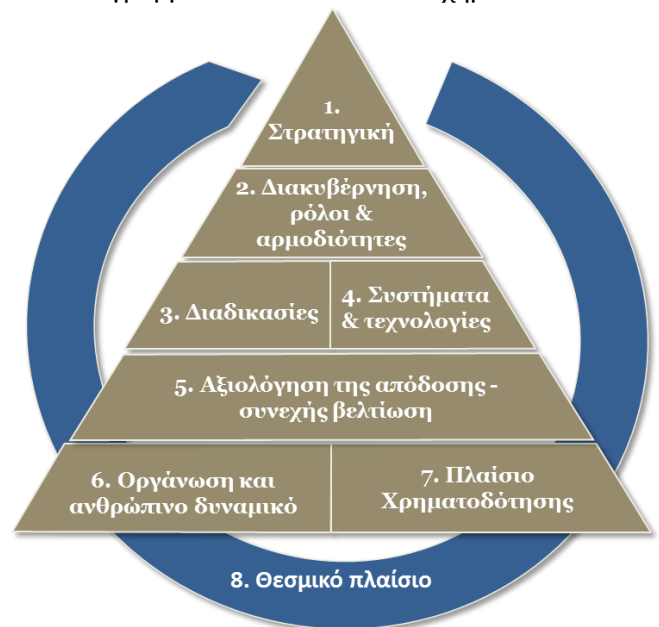 1.
Στρατηγική
2. Διακυβέρνηση,
ρόλοι &
αρμοδιότητες
3. Διαδικασίες
4. Συστήματα
& τεχνολογίες
5. Αξιολόγηση της απόδοσης -
συνεχής βελτίωση
6. Οργάνωση και
ανθρώπινο δυναμικό
7. Πλαίσιο
Χρηματοδότησης
8. Θεσμικό πλαίσιο